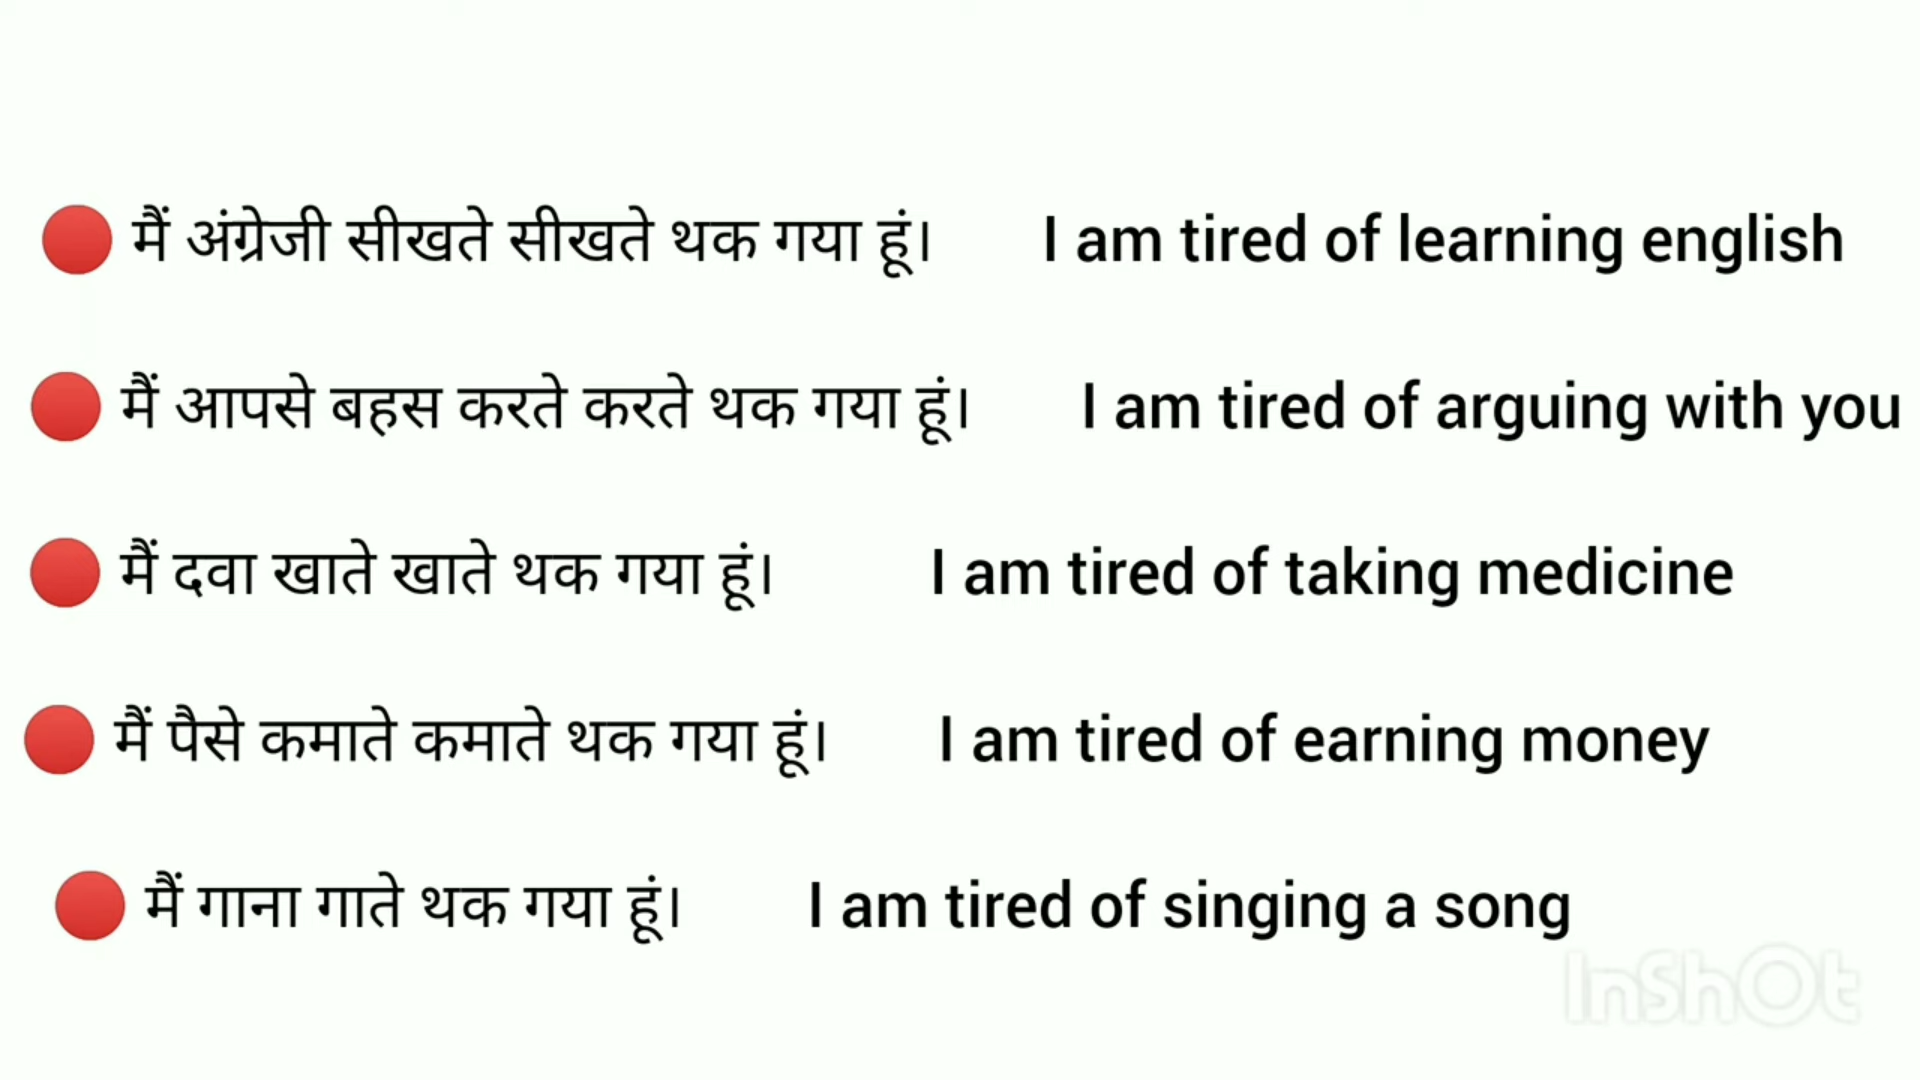 मैं अंग्रेजी सीखते सीखते थक गया हूं। I am tired of learning english
मैं आपसे बहस करते करते थक गया हूं। I am tired of arguing with you
मैं दवा खाते खाते थक गया हूं। I am tired of taking medicine
मैं पैसे कमाते कमाते थक गया हूं। I am tired of earning money
मैं गाना गाते थक गया हूं। I am tired of singing a song
InShOt